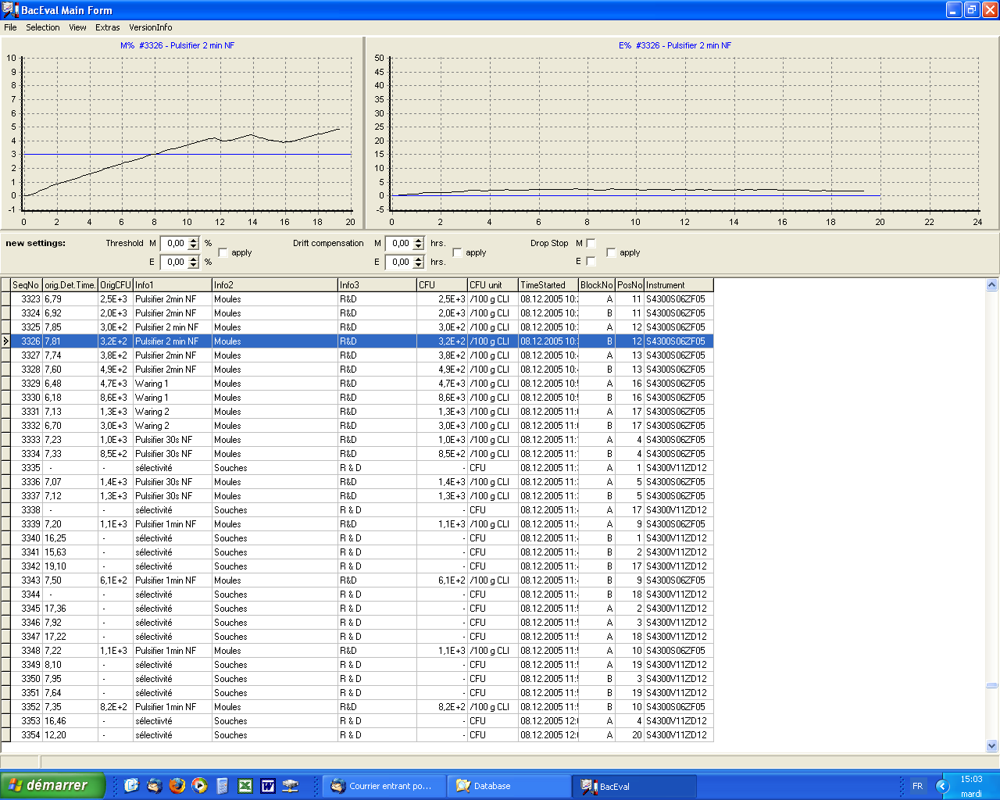 BacEval Main Form
File Selection View Extras VersionInfo
M% #3326 - Pulsifier 2 min NF
10
9
8
7
6
5
4
3
2
1
0
-1
0 2 4 6 8 10 12 14 16 18 20
E% #3326 - Pulsifier 2 min NF
50
45
40
35
30
25
20
15
10
5
0
-5
0 2 4 6 8 10 12 14 16 18 20 22 24
new settings: Threshold M 0,00 % Drift compensation M 0,00 hrs. Drop Stop M
apply apply apply
E 0,00 % E 0,00 hrs. E
SeqNo orig.Det.Time. OrigCFU Info1 Info2 Info3 CFU CFU unit TimeStarted BlockNo PosNo Instrument
3323 6,79 2,5E+3 Pulsifier 2min NF Moules R&D 2,5E+3 /100 g CLI 08.12.2005 10: A 11 S4300S06ZF05
3324 6,92 2,0E+3 Pulsifier 2min NF Moules R&D 2,0E+3 /100 g CLI 08.12.2005 10: B 11 S4300S06ZF05
3325 7,85 3,0E+2 Pulsifier 2 min NF Moules R&D 3,0E+2 /100 g CLI 08.12.2005 10: A 12 S4300S06ZF05
3326 7,81 3,2E+2 Pulsifier 2 min NF Moules R&D 3,2E+2 /100 g CLI 08.12.2005 10: B 12 S4300S06ZF05
3327 7,74 3,8E+2 Pulsifier 2min NF Moules R&D 3,8E+2 /100 g CLI 08.12.2005 10: A 13 S4300S06ZF05
3328 7,60 4,9E+2 Pulsifier 2min NF Moules R&D 4,9E+2 /100 g CLI 08.12.2005 10: B 13 S4300S06ZF05
3329 6,48 4,7E+3 Waring 1 Moules R&D 4,7E+3 /100 g CLI 08.12.2005 10: A 16 S4300S06ZF05
3330 6,18 8,6E+3 Waring 1 Moules R&D 8,6E+3 /100 g CLI 08.12.2005 10: B 16 S4300S06ZF05
3331 7,13 1,3E+3 Waring 2 Moules R&D 1,3E+3 /100 g CLI 08.12.2005 11: A 17 S4300S06ZF05
3332 6,70 3,0E+3 Waring 2 Moules R&D 3,0E+3 /100 g CLI 08.12.2005 11: B 17 S4300S06ZF05
3333 7,23 1,0E+3 Pulsifier 30s NF Moules R&D 1,0E+3 /100 g CLI 08.12.2005 11: A 4 S4300S06ZF05
3334 7,33 8,5E+2 Pulsifier 30s NF Moules R&D 8,5E+2 /100 g CLI 08.12.2005 11: B 4 S4300S06ZF05
3335 - - sélectivité Souches R & D - CFU 08.12.2005 11: A 1 S4300V11ZD12
3336 7,07 1,4E+3 Pulsifier 30s NF Moules R&D 1,4E+3 /100 g CLI 08.12.2005 11: A 5 S4300S06ZF05
3337 7,12 1,3E+3 Pulsifier 30s NF Moules R&D 1,3E+3 /100 g CLI 08.12.2005 11: B 5 S4300S06ZF05
3338 - - sélectivité Souches R & D - CFU 08.12.2005 11: A 17 S4300V11ZD12
3339 7,20 1,1E+3 Pulsifier 1min NF Moules R&D 1,1E+3 /100 g CLI 08.12.2005 11: A 9 S4300S06ZF05
3340 16,25 - sélectivité Souches R & D - CFU 08.12.2005 11: B 1 S4300V11ZD12
3341 15,63 - sélectivité Souches R & D - CFU 08.12.2005 11: B 2 S4300V11ZD12
3342 19,10 - sélectivité Souches R & D - CFU 08.12.2005 11: B 17 S4300V11ZD12
3343 7,50 6,1E+2 Pulsifier 1min NF Moules R&D 6,1E+2 /100 g CLI 08.12.2005 11: B 9 S4300S06ZF05
3344 - - sélectivité Souches R & D - CFU 08.12.2005 11: B 18 S4300V11ZD12
3345 17,36 - sélectivité Souches R & D - CFU 08.12.2005 11: A 2 S4300V11ZD12
3346 7,92 - sélectivité Souches R & D - CFU 08.12.2005 11: A 3 S4300V11ZD12
3347 17,22 - sélectivité Souches R & D - CFU 08.12.2005 11: A 18 S4300V11ZD12
3348 7,22 1,1E+3 Pulsifier 1min NF Moules R&D 1,1E+3 /100 g CLI 08.12.2005 11: A 10 S4300S06ZF05
3349 8,10 - sélectivité Souches R & D - CFU 08.12.2005 11: A 19 S4300V11ZD12
3350 7,95 - sélectivité Souches R & D - CFU 08.12.2005 11: B 3 S4300V11ZD12
3351 7,64 - sélectivité Souches R & D - CFU 08.12.2005 11: B 19 S4300V11ZD12
3352 7,35 8,2E+2 Pulsifier 1min NF Moules R&D 8,2E+2 /100 g CLI 08.12.2005 11: B 10 S4300S06ZF05
3353 16,46 - sélectiivté Souches R & D - CFU 08.12.2005 12: A 4 S4300V11ZD12
3354 12,20 - sélectivité Souches R & D - CFU 08.12.2005 12: A 20 S4300V11ZD12
démarrer Courrier entrant po... Database BacEval FR 15:03
mardi